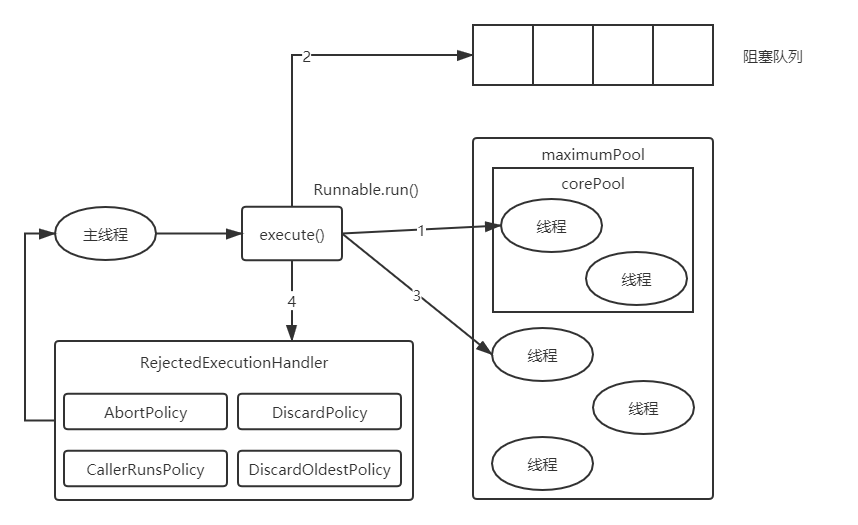 2
阻塞队列
maximumPool
corePool
Runnable.run()
线程
主线程
execute()
1
线程
4
3
线程
RejectedExecutionHandler
AbortPolicy
DiscardPolicy
线程
CallerRunsPolicy
DiscardOldestPolicy
线程